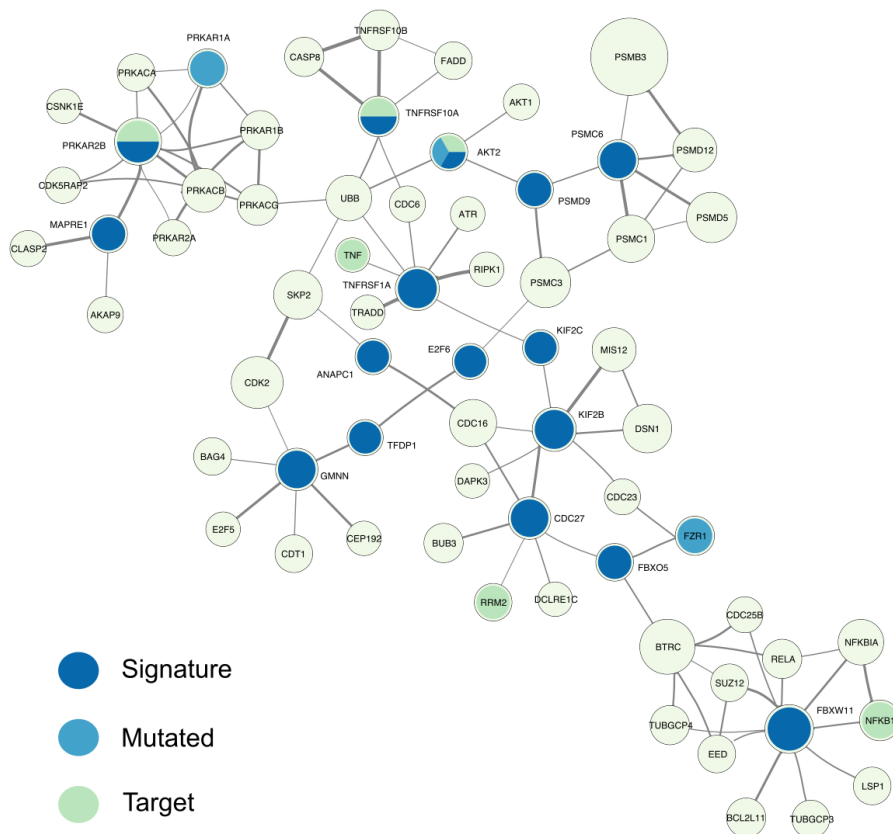 PRKAR1A
TNFRSF10B
CASP8
FADD
PSMB3
PRKACA
CSNK1E
TNFRSF10A
AKT1
PRKAR1B
PRKAR2B
PSMC6
AKT2
PSMD12
CDK5RAP2
PRKACB
PRKACG
UBB
CDC6
PSMD9
MAPRE1
ATR
PSMD5
PRKAR2A
CLASP2
PSMC1
TNF
RIPK1
TNFRSF1A
PSMC3
SKP2
AKAP9
TRADD
KIF2C
E2F6
MIS12
ANAPC1
CDK2
KIF2B
CDC16
DSN1
TFDP1
BAG4
GMNN
DAPK3
CDC23
CDC27
E2F5
CEP192
FZR1
CDT1
BUB3
FBXO5
RRM2
DCLRE1C
CDC25B
BTRC
NFKBIA
RELA
SUZ12
Signature
FBXW11
NFKB1
TUBGCP4
Mutated
EED
LSP1
Target
BCL2L11
TUBGCP3